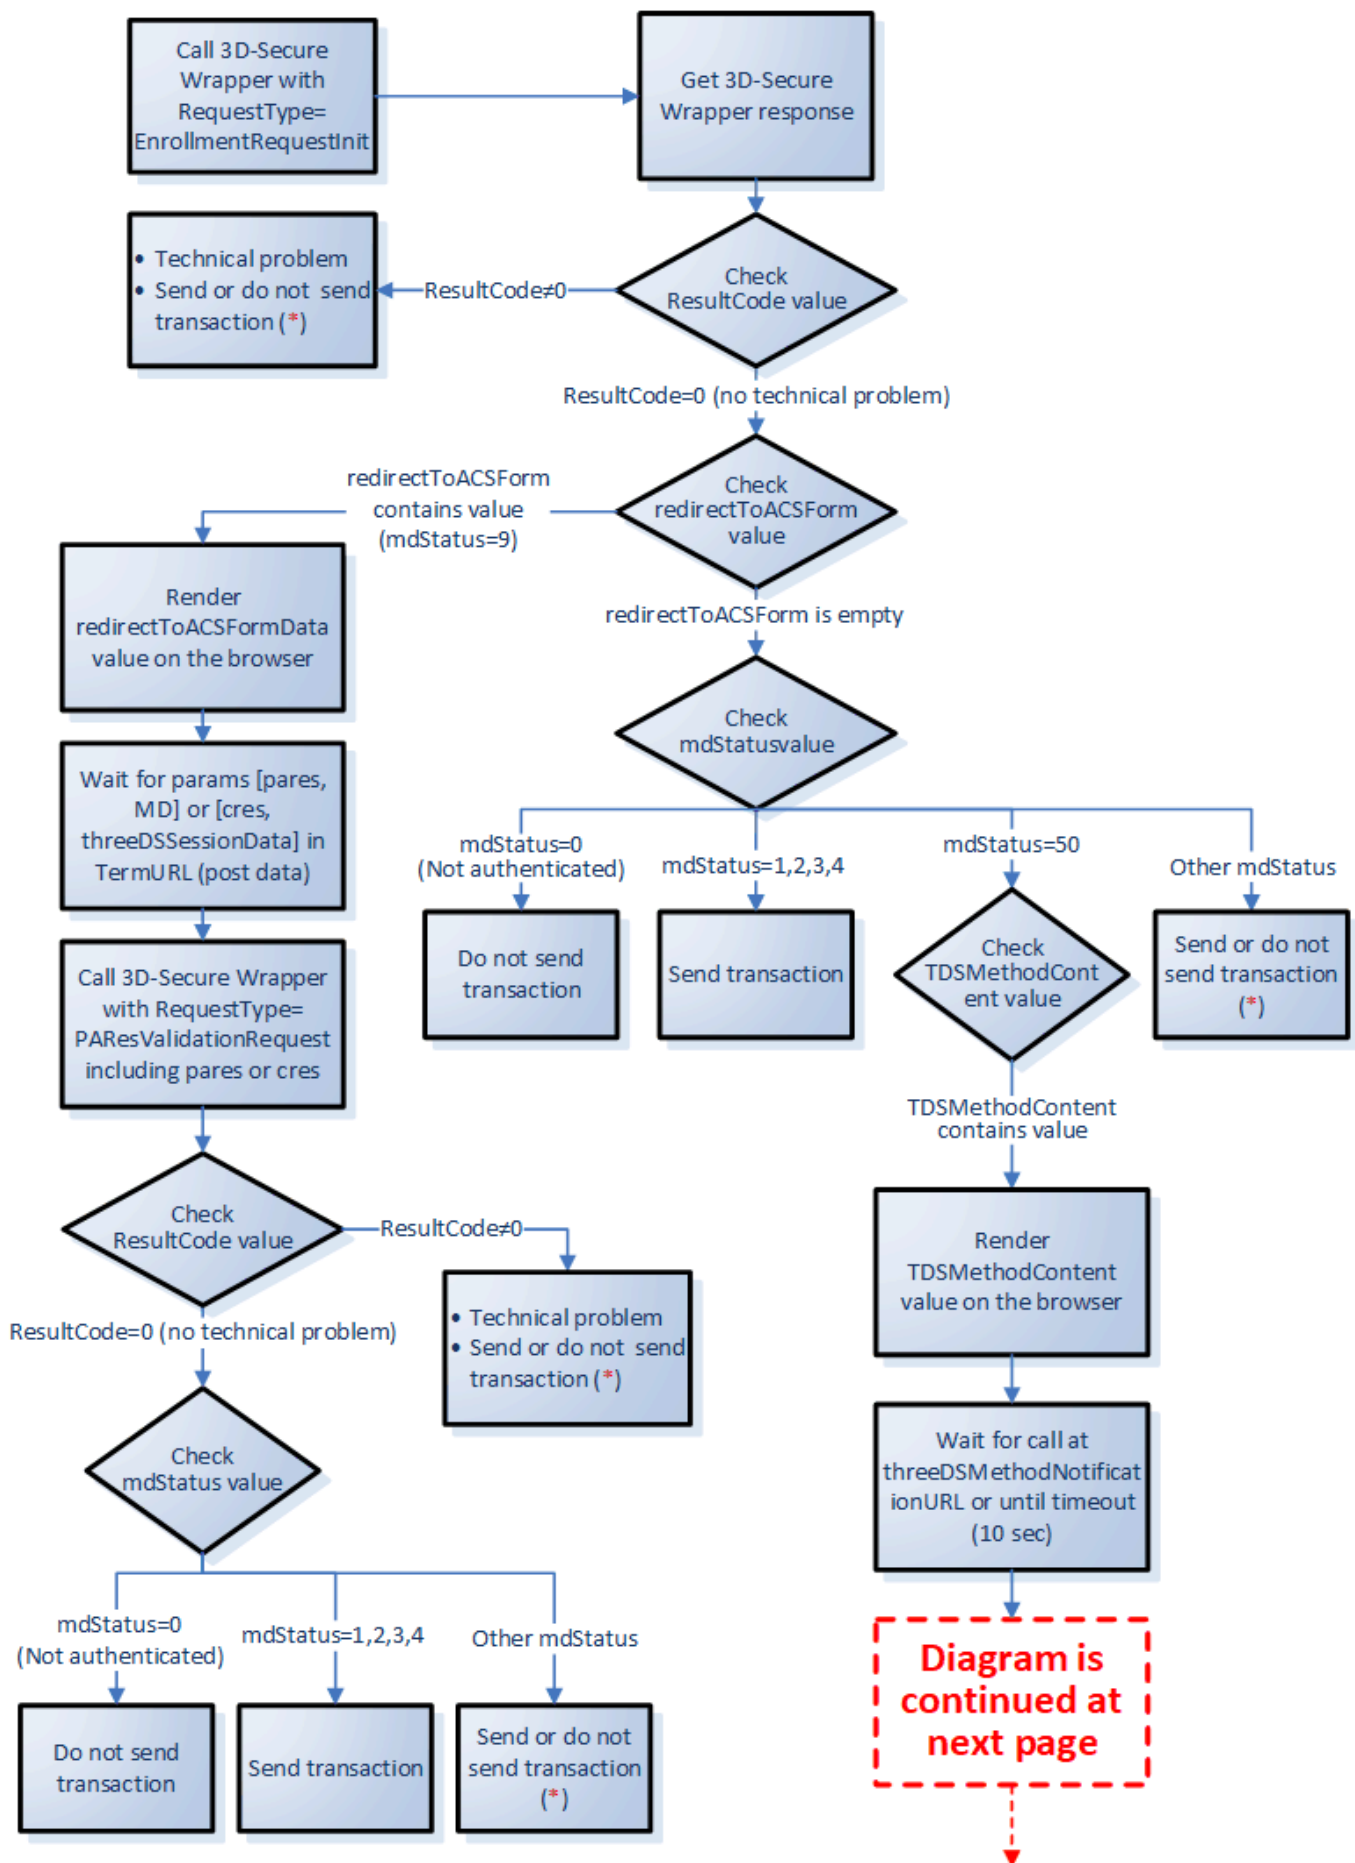 Call 3D-Secure
Wrapper with
RequestType=
EnrollmentRequestInit
Get 3D-Secure
Wrapper response
• Technical problem
• Send or do not send
transaction (*)
ResultCode≠0
Check
ResultCode value
ResultCode=0 (no technical problem)
redirectToACSForm
contains value
(mdStatus=9)
Check
redirectToACSForm
value
Render
redirectToACSFormData
value on the browser
redirectToACSForm is empty
Check
mdStatusvalue
Wait for params [pares,
MD] or [cres,
threeDSSessionData] in
TermURL (post data)
mdStatus=0
(Not authenticated)
mdStatus=1,2,3,4
mdStatus=50
Other mdStatus
Do not send
transaction
Send transaction
Check
TDSMethodCont
ent value
Send or do not
send transaction
(*)
Call 3D-Secure Wrapper
with RequestType=
PAResValidationRequest
including pares or cres
TDSMethodContent
contains value
Check
ResultCode value
ResultCode≠0
Render
TDSMethodContent
value on the browser
• Technical problem
• Send or do not send
transaction (*)
ResultCode=0 (no technical problem)
Check
mdStatus value
Wait for call at
threeDSMethodNotificat
ionURL or until timeout
(10 sec)
mdStatus=0
(Not authenticated)
mdStatus=1,2,3,4
Other mdStatus
Do not send
transaction
Send transaction
Send or do not
send transaction
(*)
Diagram is
continued at
next page